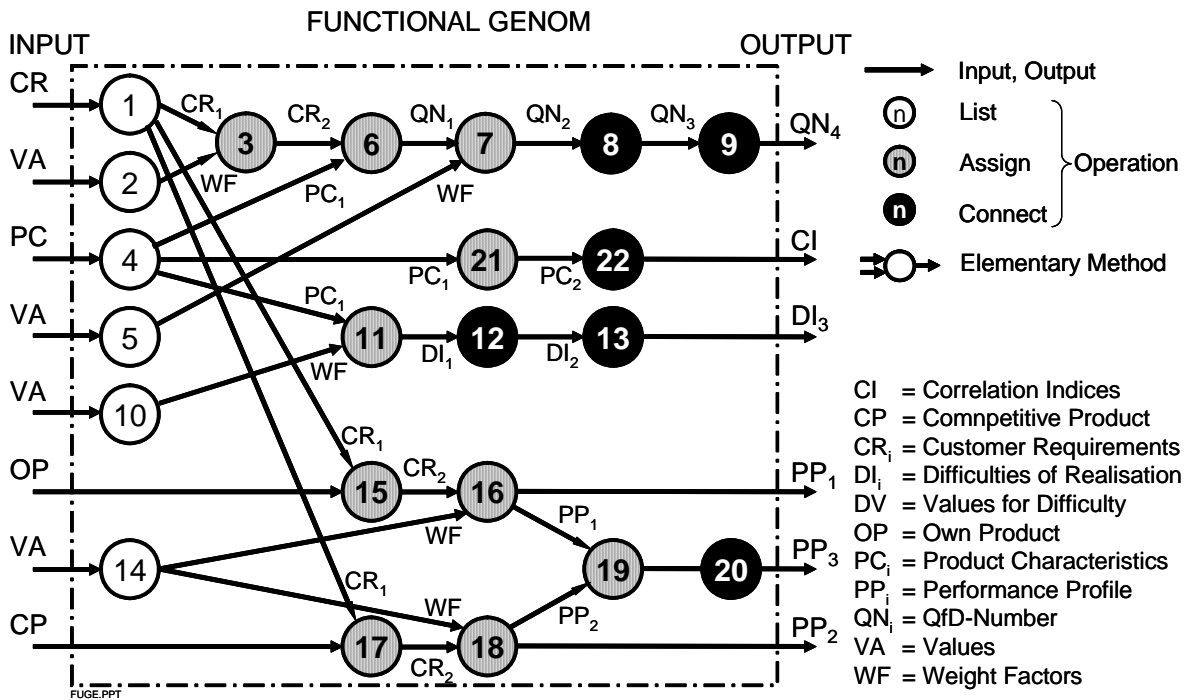 FUNCTIONAL GENOM
INPUT
OUTPUT
CR
1
CR1
3
CR2
6
QN1
7
QN2
8
QN3
9
QN4
VA
2
WF
PC1
WF
PC
4
PC1
21
PC2
22
CI
VA
5
PC1
11
DI1
12
DI2
13
DI3
WF
VA
10
CR1
OP
15
CR2
16
PP1
WF
PP1
VA
14
19
20
PP3
CR1
WF
PP2
CP
17
CR2
18
PP2
FUGE.PPT
Input, Output
n List
n Assign
n Connect
Operation
Elementary Method
CI = Correlation Indices
CP = Comnpetitive Product
CRi = Customer Requirements
DIi = Difficulties of Realisation
DV = Values for Difficulty
OP = Own Product
PCi = Product Characteristics
PPi = Performance Profile
QNi = QfD-Number
VA = Values
WF = Weight Factors